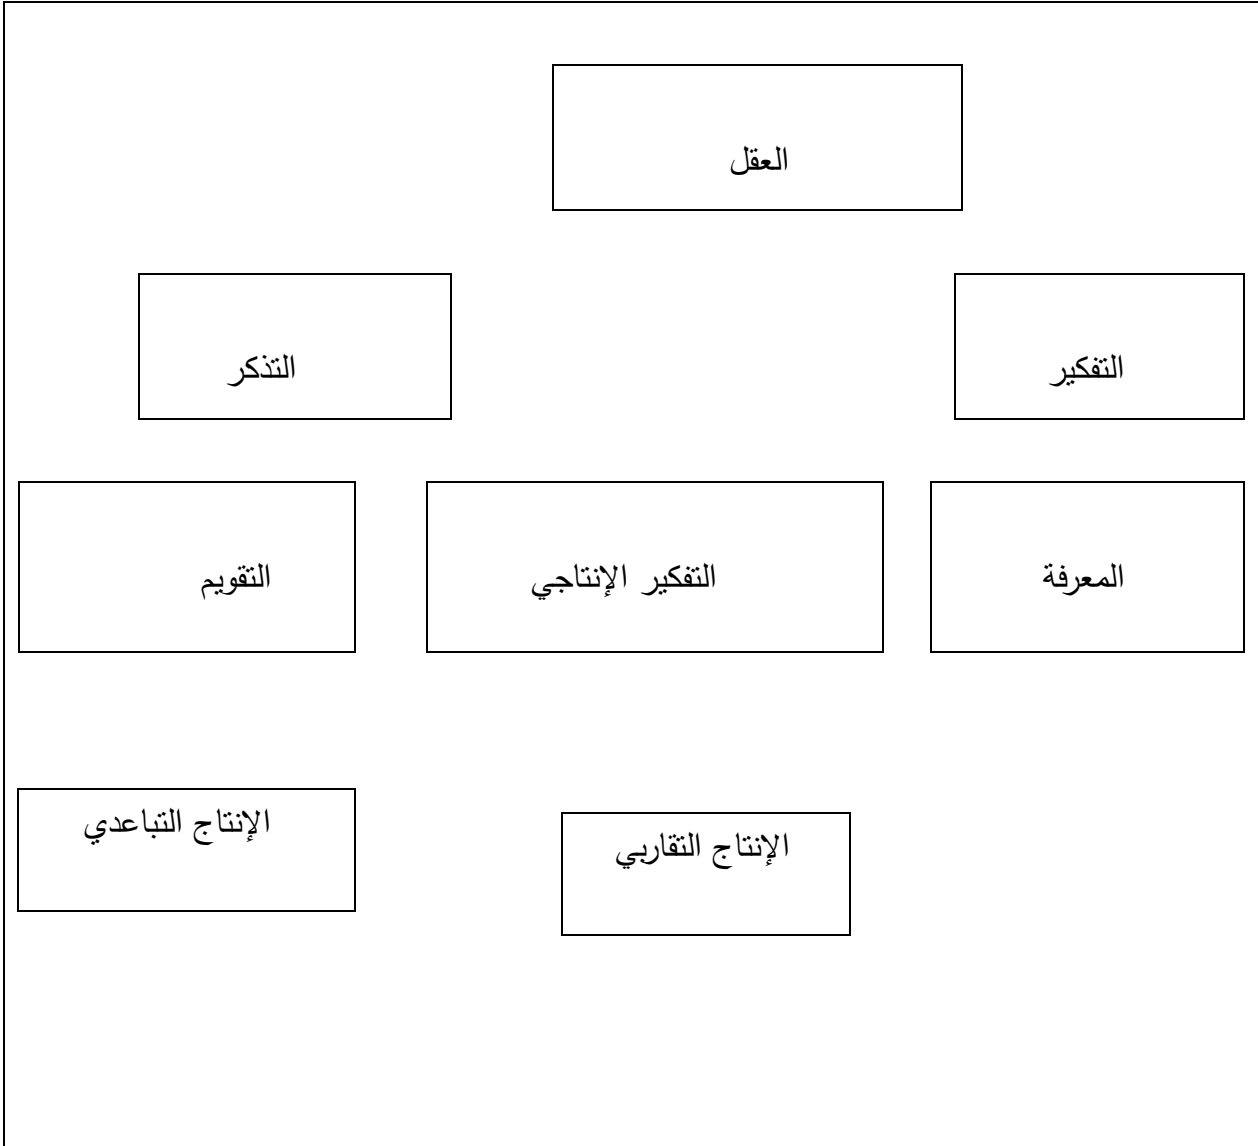 العقل
التفكير
التذكر
المعرفة
التفكير الإنتاجي
التقويم
الإنتاج التقاربي
الإنتاج التباعدي